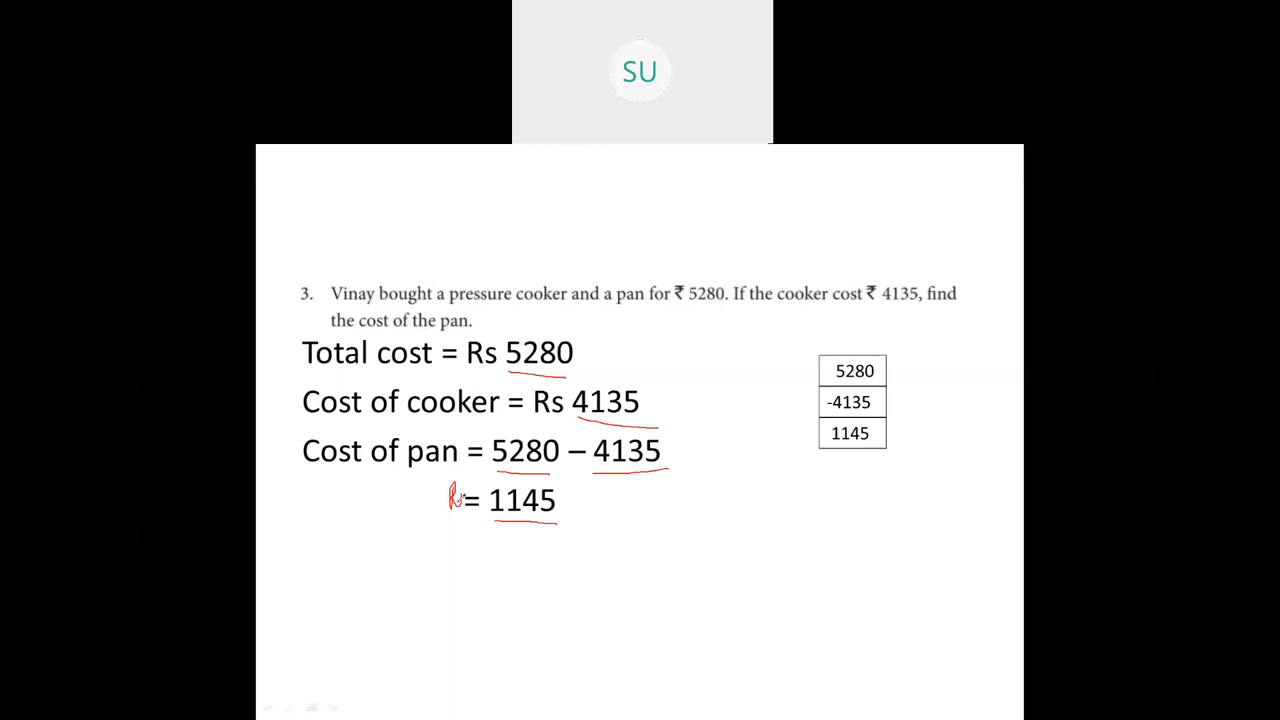 SU
3. Vinay bought a pressure cooker and a pan for ₹ 5280. If the cooker cost ₹ 4135, find
the cost of the pan.
Total cost = Rs 5280
Cost of cooker = Rs 4135
Cost of pan = 5280 – 4135
Rs = 1145
5280
-4135
1145